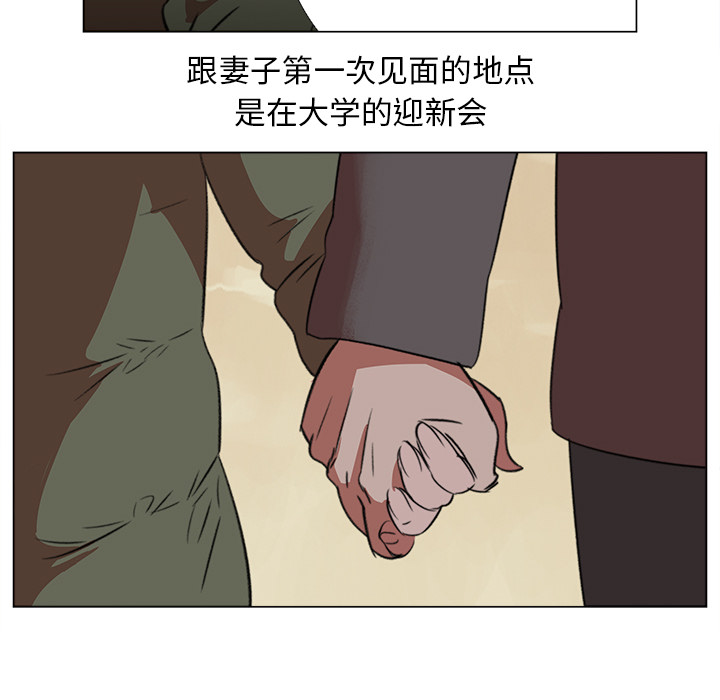 跟妻子第一次见面的地点
是在大学的迎新会